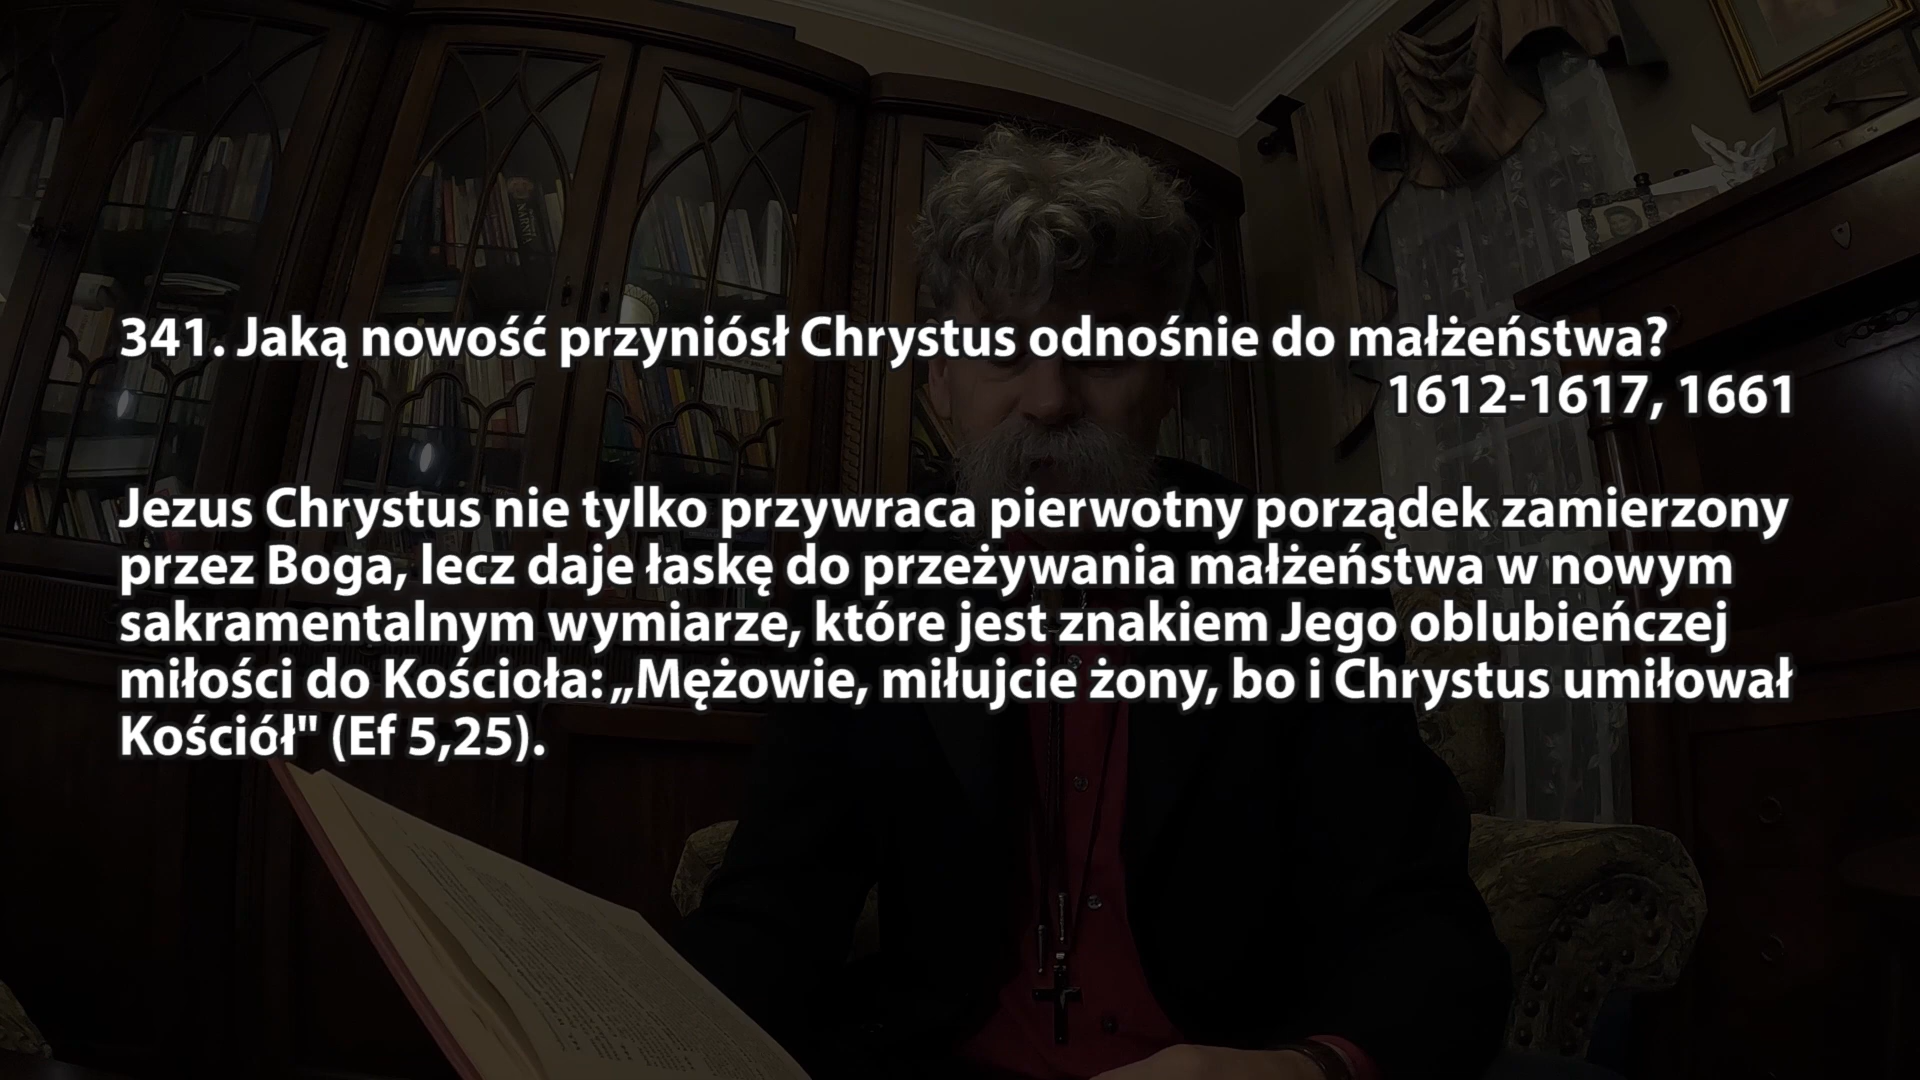 341. Jaką nowość przyniósł Chrystus odnośnie do małżeństwa?
1612-1617, 1661
Jezus Chrystus nie tylko przywraca pierwotny porządek zamierzony
przez Boga, lecz daje łaskę do przeżywania małżeństwa w nowym
sakramentalnym wymiarze, które jest znakiem Jego oblubieńczej
miłości do Kościoła: „Mężowie, miłujcie żony, bo i Chrystus umiłował
Kościół" (Ef 5,25).
NARNIA